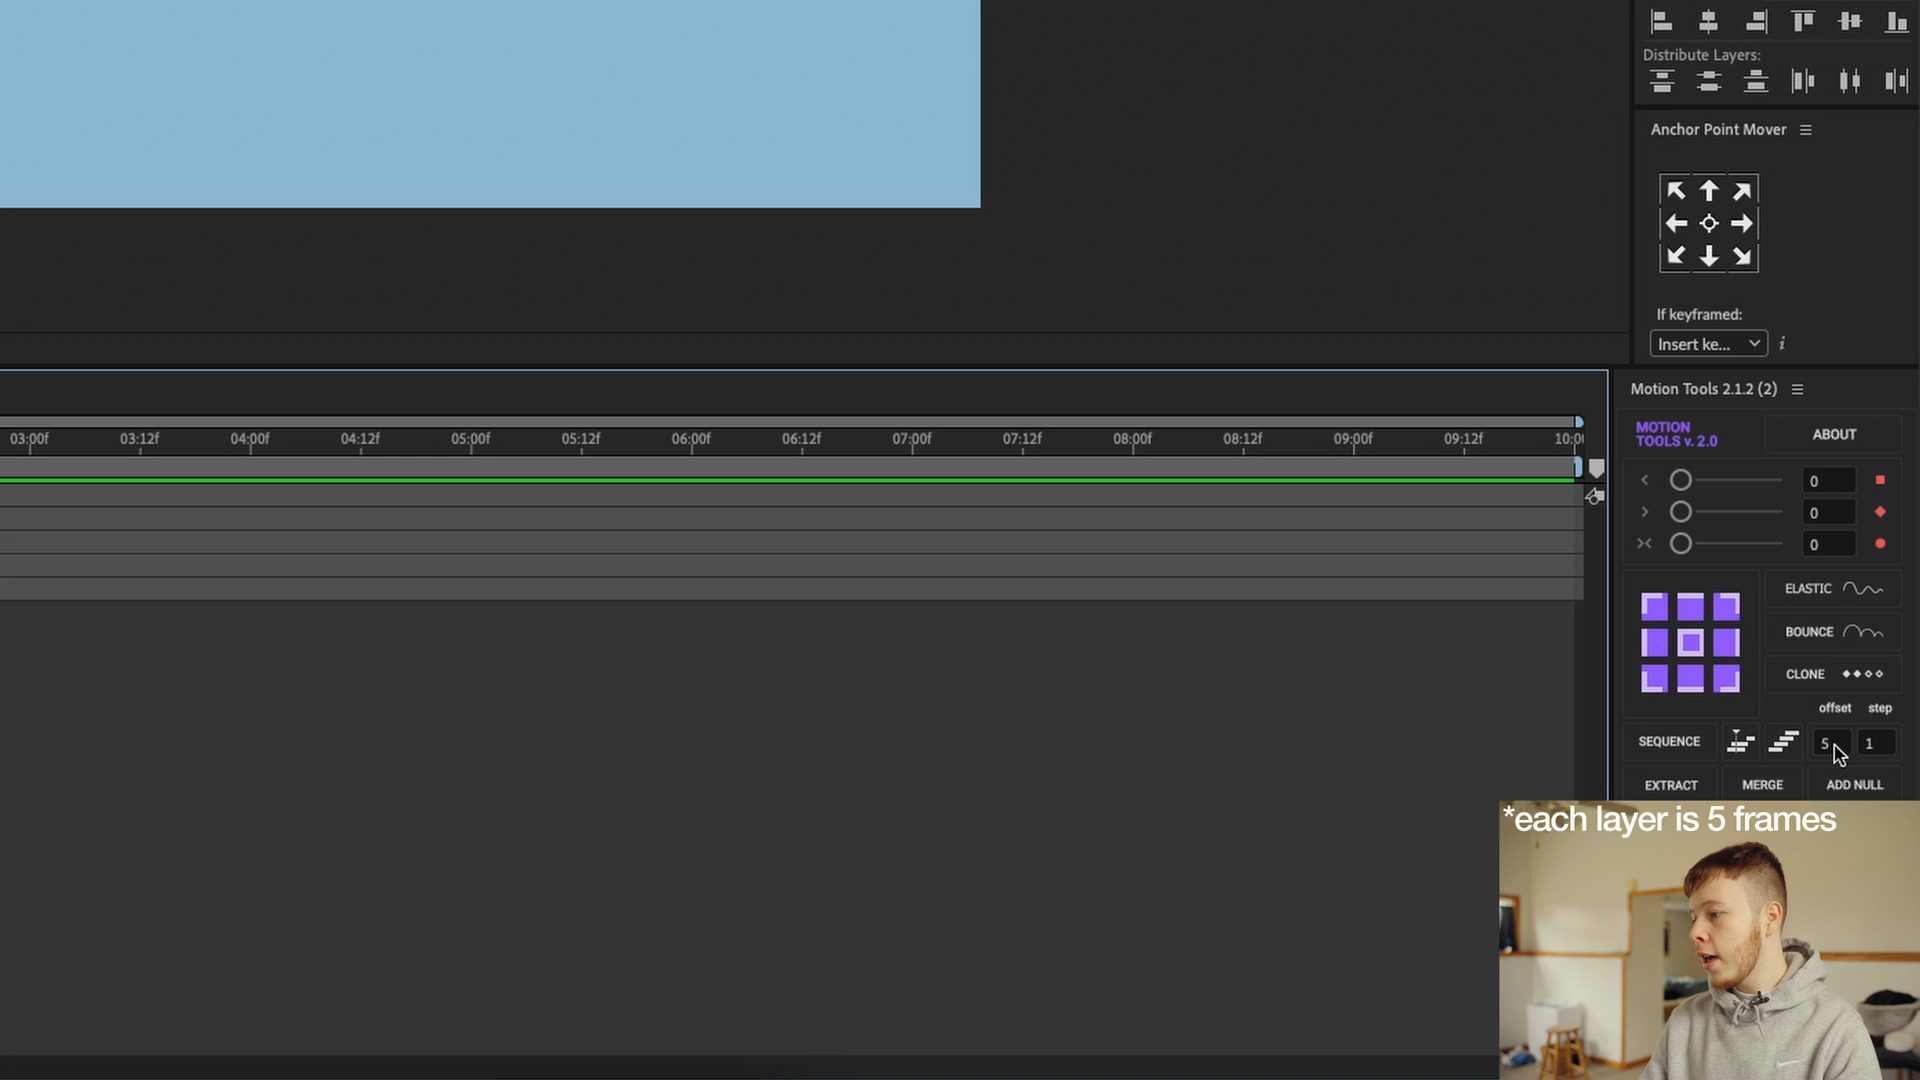 Distribute Layers:
Anchor Point Mover
If keyframed:
Insert ke...
i
Motion Tools 2.1.2 (2)
MOTION
TOOLS v. 2.0
ABOUT
03:00f 03:12f 04:00f 04:12f 05:00f 05:12f 06:00f 06:12f 07:00f 07:12f 08:00f 08:12f 09:00f 09:12f 10:0
0
0
0
ELASTIC
BOUNCE
CLONE
offset step
SEQUENCE 5 1
EXTRACT MERGE ADD NULL
*each layer is 5 frames